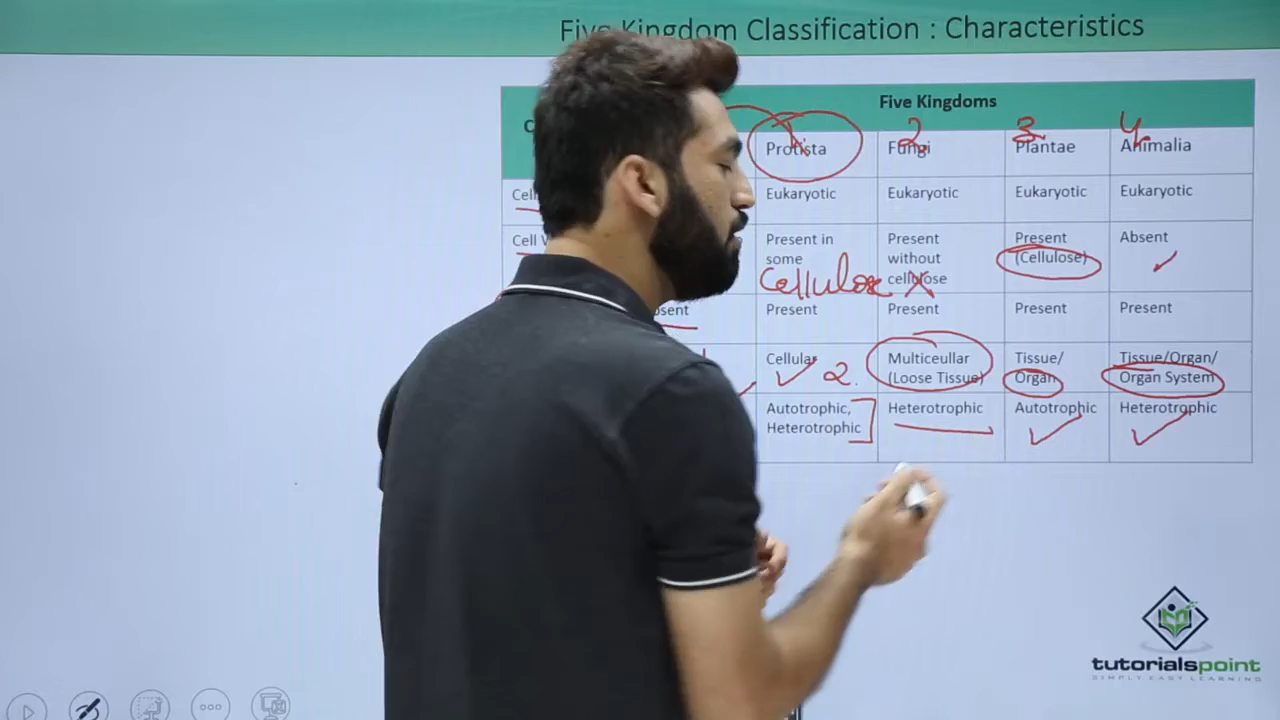 Five Kingdom Classification : Characteristics
Five Kingdoms
2. 3. 4.
Protista Fungi Plantae Animalia
Eukaryotic Eukaryotic Eukaryotic Eukaryotic
Cell
Present in some
Present without cellulose
Present (Cellulose)
Absent
Cellulose X
Present Present Present Present
Cellular
2.
Multiceullar (Loose Tissue)
Tissue/ Organ
Tissue/Organ/ Organ System
Autotrophic, Heterotrophic
Heterotrophic
Autotrophic
Heterotrophic
tutorialspoint
SIMPLY EASY LEARNING